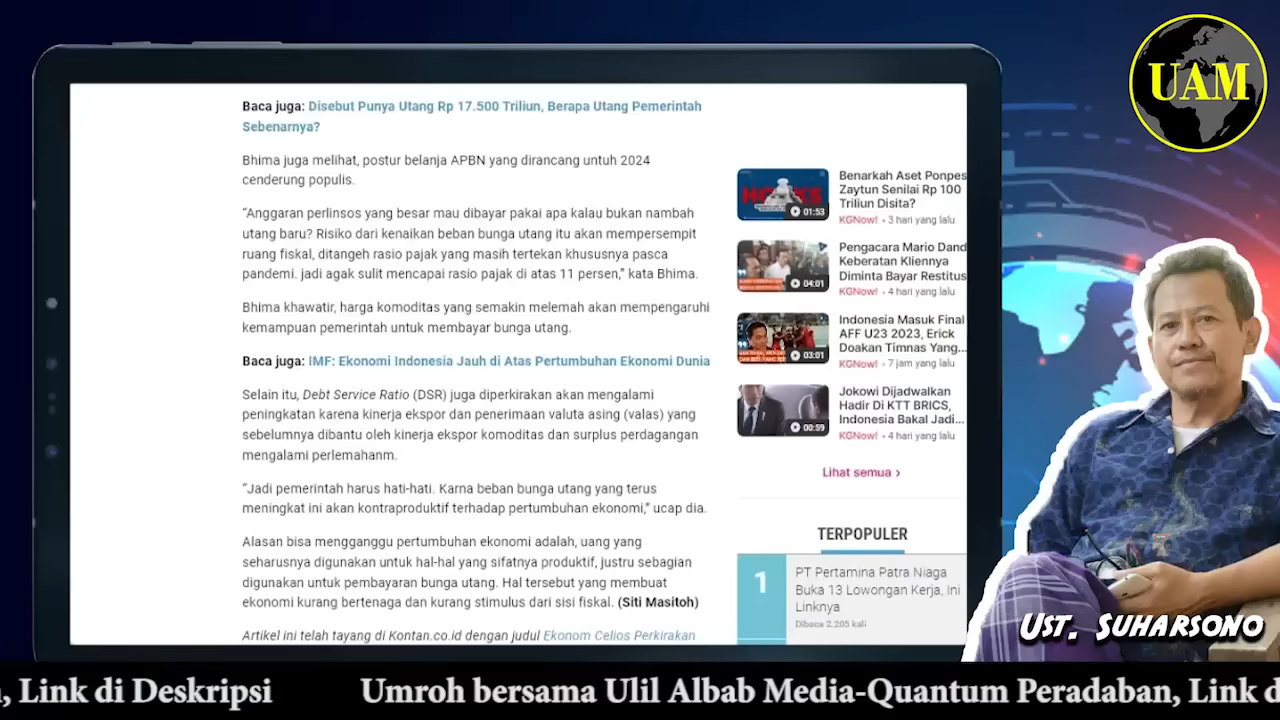 UAM
Baca juga: Disebut Punya Utang Rp 17.500 Triliun, Berapa Utang Pemerintah
Sebenarnya?
Bhima juga melihat, postur belanja APBN yang dirancang untuh 2024
cenderung populis.
"Anggaran perlinsos yang besar mau dibayar pakai apa kalau bukan nambah
utang baru? Risiko dari kenaikan beban bunga utang itu akan mempersempit
ruang fiskal, ditangeh rasio pajak yang masih tertekan khususnya pasca
pandemi. jadi agak sulit mencapai rasio pajak di atas 11 persen," kata Bhima.
Bhima khawatir, harga komoditas yang semakin melemah akan mempengaruhi
kemampuan pemerintah untuk membayar bunga utang.
Baca juga: IMF: Ekonomi Indonesia Jauh di Atas Pertumbuhan Ekonomi Dunia
Selain itu, Debt Service Ratio (DSR) juga diperkirakan akan mengalami
peningkatan karena kinerja ekspor dan penerimaan valuta asing (valas) yang
sebelumnya dibantu oleh kinerja ekspor komoditas dan surplus perdagangan
mengalami perlemahanm.
"Jadi pemerintah harus hati-hati. Karna beban bunga utang yang terus
meningkat ini akan kontraproduktif terhadap pertumbuhan ekonomi," ucap dia.
Alasan bisa mengganggu pertumbuhan ekonomi adalah, uang yang
seharusnya digunakan untuk hal-hal yang sifatnya produktif, justru sebagian
digunakan untuk pembayaran bunga utang. Hal tersebut yang membuat
ekonomi kurang bertenaga dan kurang stimulus dari sisi fiskal. (Siti Masitoh)
Artikel ini telah tayang di Kontan.co.id dengan judul Ekonom Celios Perkirakan
01:53
Benarkah Aset Ponpes
Zaytun Senilai Rp 100
Triliun Disita?
KGNow! • 3 hari yang lalu
04:01
Pengacara Mario Dand
Keberatan Kliennya
Diminta Bayar Restitus
KGNow! • 4 hari yang lalu
03:01
Indonesia Masuk Final
AFF U23 2023, Erick
Doakan Timnas Yang...
KGNow! • 7 jam yang lalu
00:59
Jokowi Dijadwalkan
Hadir Di KTT BRICS,
Indonesia Bakal Jadi...
KGNow! • 4 hari yang lalu
Lihat semua ›
TERPOPULER
1
PT Pertamina Patra Niaga
Buka 13 Lowongan Kerja, Ini
Linknya
Dibaca 2.205 kali
UST. SUHARSONO
, Link di Deskripsi Umroh bersama Ulil Albab Media-Quantum Peradaban, Link d